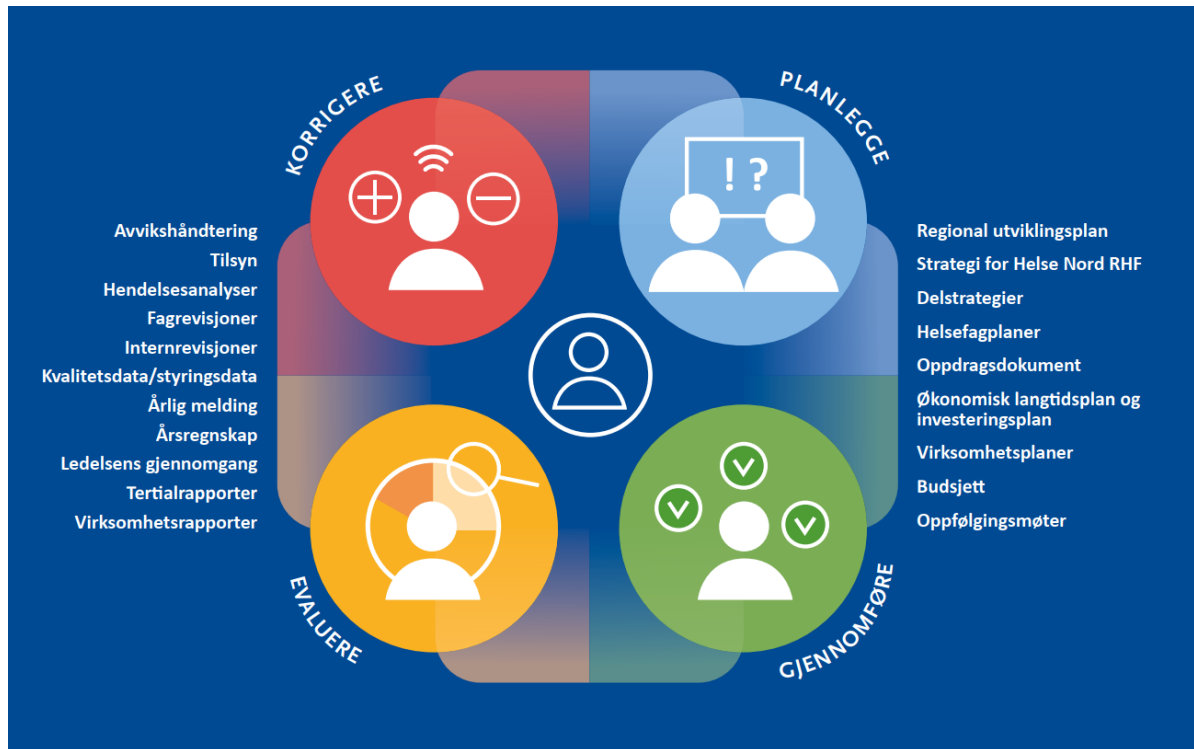 KORRIGERE
PLANLEGGE
! ?
Avvikshåndtering
Tilsyn
Hendelsesanalyser
Fagrevisjoner
Internrevisjoner
Kvalitetsdata/styringsdata
Årlig melding
Årsregnskap
Ledelsens gjennomgang
Tertialrapporter
Virksomhetsrapporter
Regional utviklingsplan
Strategi for Helse Nord RHF
Delstrategier
Helsefagplaner
Oppdragsdokument
Økonomisk langtidsplan og
investeringsplan
Virksomhetsplaner
Budsjett
Oppfølgingsmøter
EVALUERE
GJENNOMFØRE